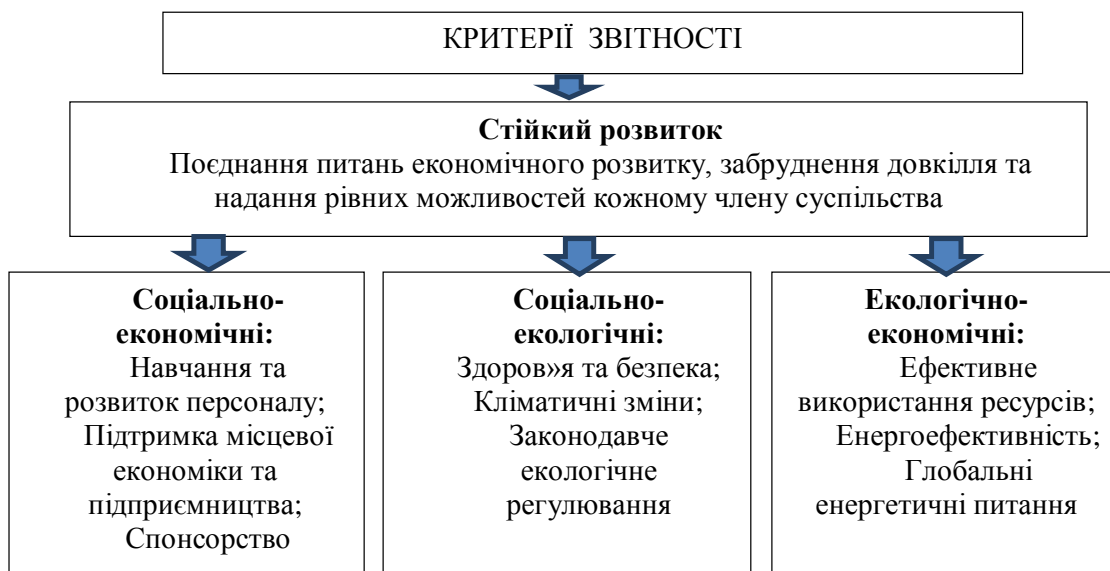 КРИТЕРІЇ ЗВІТНОСТІ
Стійкий розвиток
Поєднання питань економічного розвитку, забруднення довкілля та
надання рівних можливостей кожному члену суспільства
Соціально-
економічні:
Навчання та
розвиток персоналу;
Підтримка місцевої
економіки та
підприємництва;
Спонсорство
Соціально-
екологічні:
Здоров»я та безпека;
Кліматичні зміни;
Законодавче
екологічне
регулювання
Екологічно-
економічні:
Ефективне
використання ресурсів;
Енергоефективність;
Глобальні
енергетичні питання